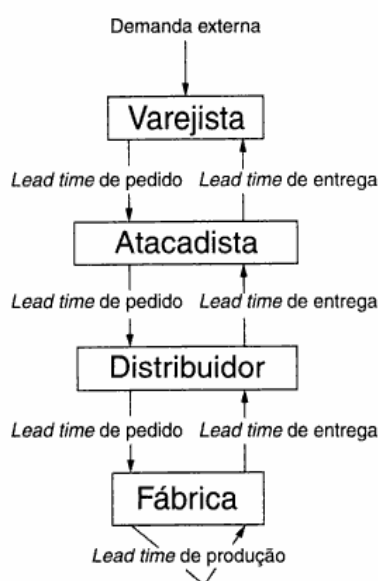 Demanda externa
Varejista
Lead time de pedido Lead time de entrega
Atacadista
Lead time de pedido Lead time de entrega
Distribuidor
Lead time de pedido Lead time de entrega
Fábrica
Lead time de produção